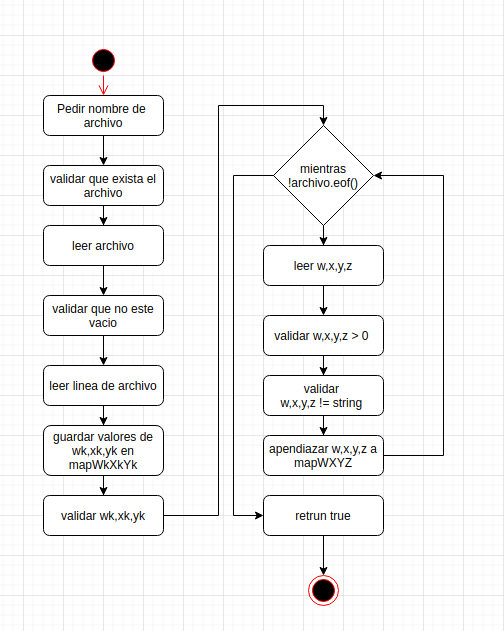 Pedir nombre de
archivo
validar que exista el
archivo
leer archivo
validar que no este
vacio
leer linea de archivo
guardar valores de
wk,xk,yk en
mapWkXkYk
validar wk,xk,yk
mientras
!archivo.eof()
leer w,x,y,z
validar w,x,y,z > 0
validar
w,x,y,z != string
apendiazar w,x,y,z a
mapWXYZ
retrun true